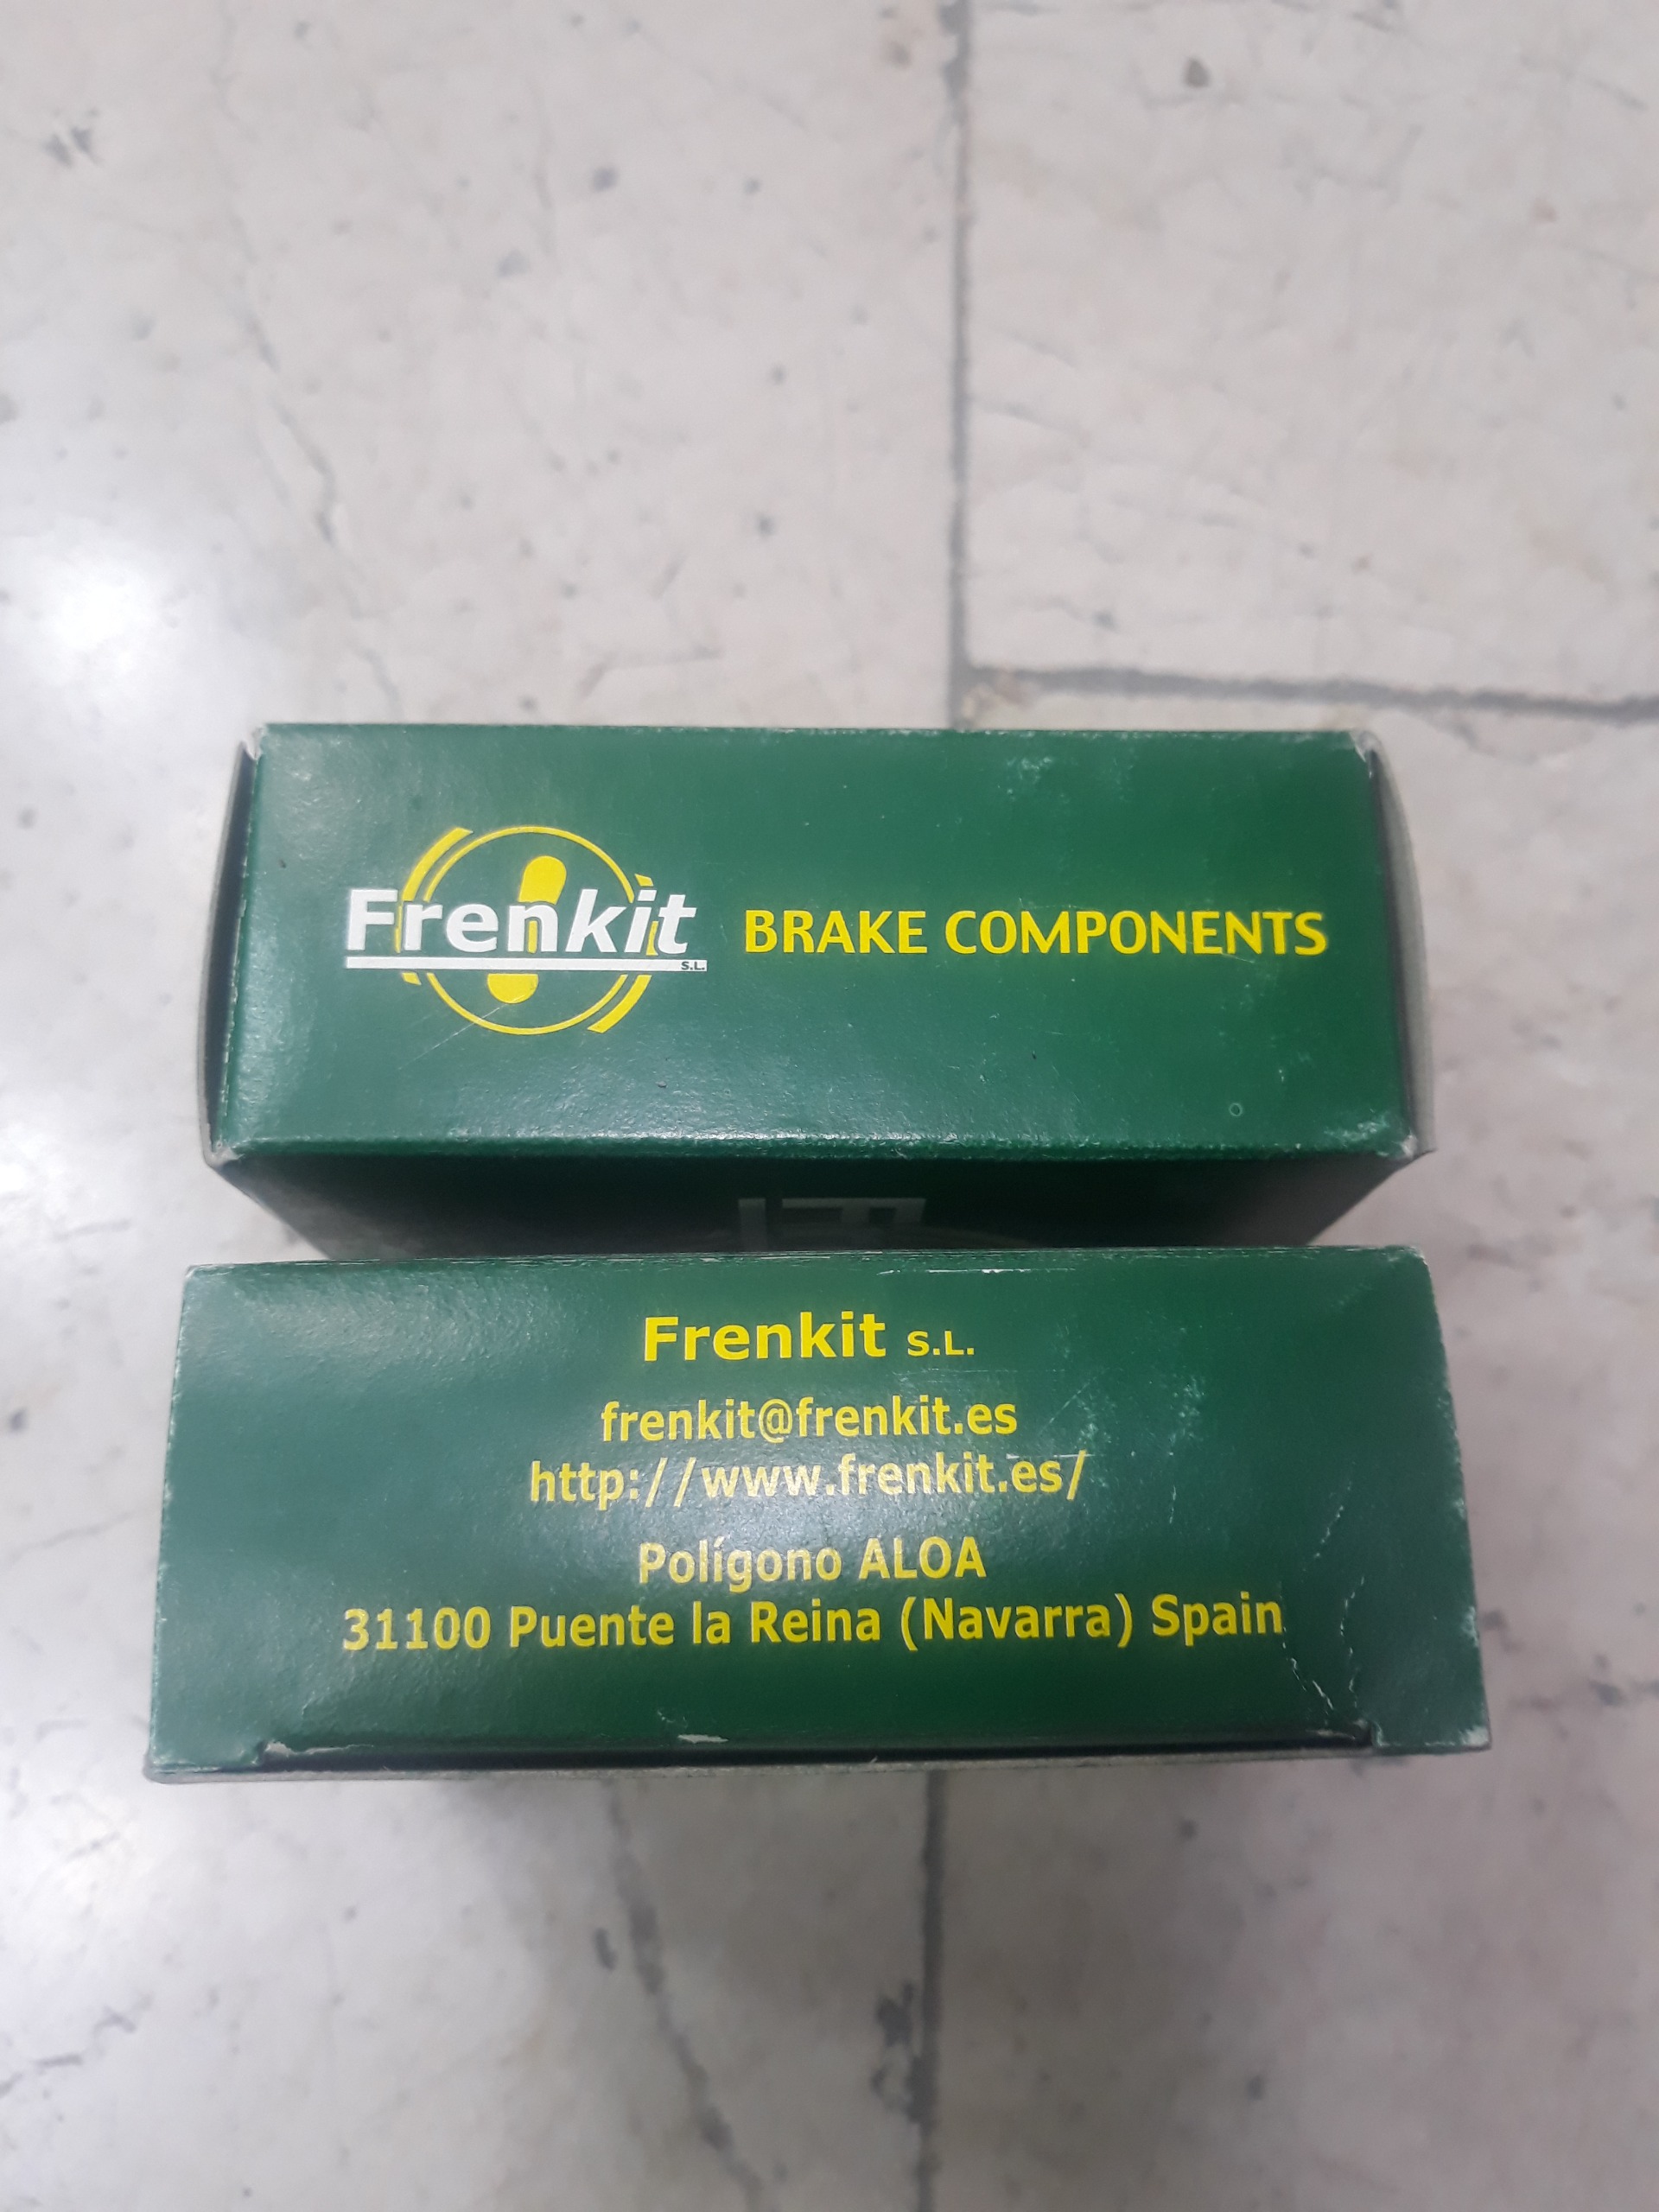 Frenkit
S.L.
BRAKE COMPONENTS
Frenkit S.L.
frenkit@frenkit.es
http://www.frenkit.es/
Polígono ALOA
31100 Puente la Reina (Navarra) Spain